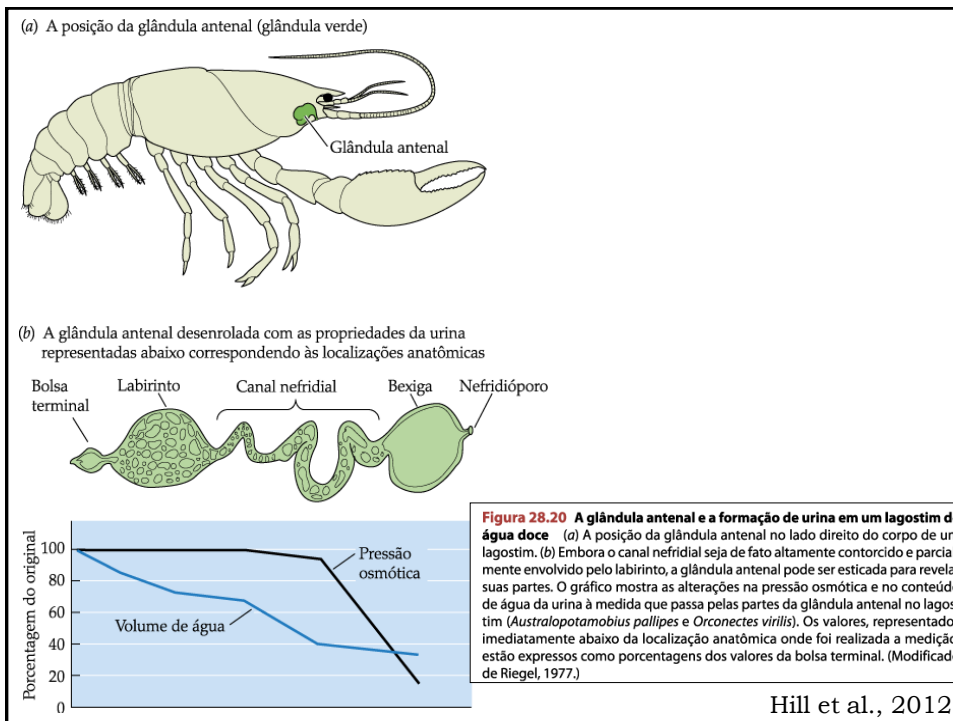 (a) A posição da glândula antenal (glândula verde)
Glândula antenal
(b) A glândula antenal desenrolada com as propriedades da urina
representadas abaixo correspondendo às localizações anatômicas
Bolsa terminal
Labirinto
Canal nefridial
Bexiga
Nefridióporo
Porcentagem do original
100
80
60
40
20
0
Pressão osmótica
Volume de água
Figura 28.20 A glândula antenal e a formação de urina em um lagostim d
água doce (a) A posição da glândula antenal no lado direito do corpo de um
lagostim. (b) Embora o canal nefridial seja de fato altamente contorcido e parcial-
mente envolvido pelo labirinto, a glândula antenal pode ser esticada para revela
suas partes. O gráfico mostra as alterações na pressão osmótica e no conteúd
de água da urina à medida que passa pelas partes da glândula antenal no lagos
tim (Australopotamobius pallipes e Orconectes virilis). Os valores, representado
imediatamente abaixo da localização anatômica onde foi realizada a medição
estão expressos como porcentagens dos valores da bolsa terminal. (Modificad
de Riegel, 1977.)
Hill et al., 2012